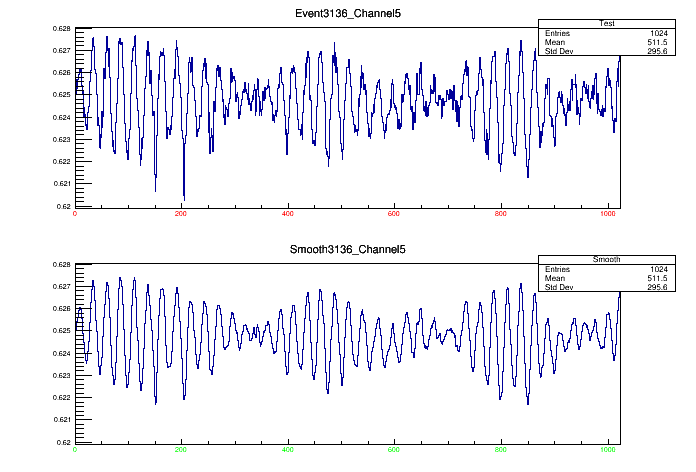 Event3136_Channel5
Test
Entries 1024
Mean 511.5
Std Dev 295.6
0.628
0.627
0.626
0.625
0.624
0.623
0.622
0.621
0.62
0 200 400 600 800 1000
Smooth3136_Channel5
Smooth
Entries 1024
Mean 511.5
Std Dev 295.6
0.628
0.627
0.626
0.625
0.624
0.623
0.622
0.621
0.62
0 200 400 600 800 1000